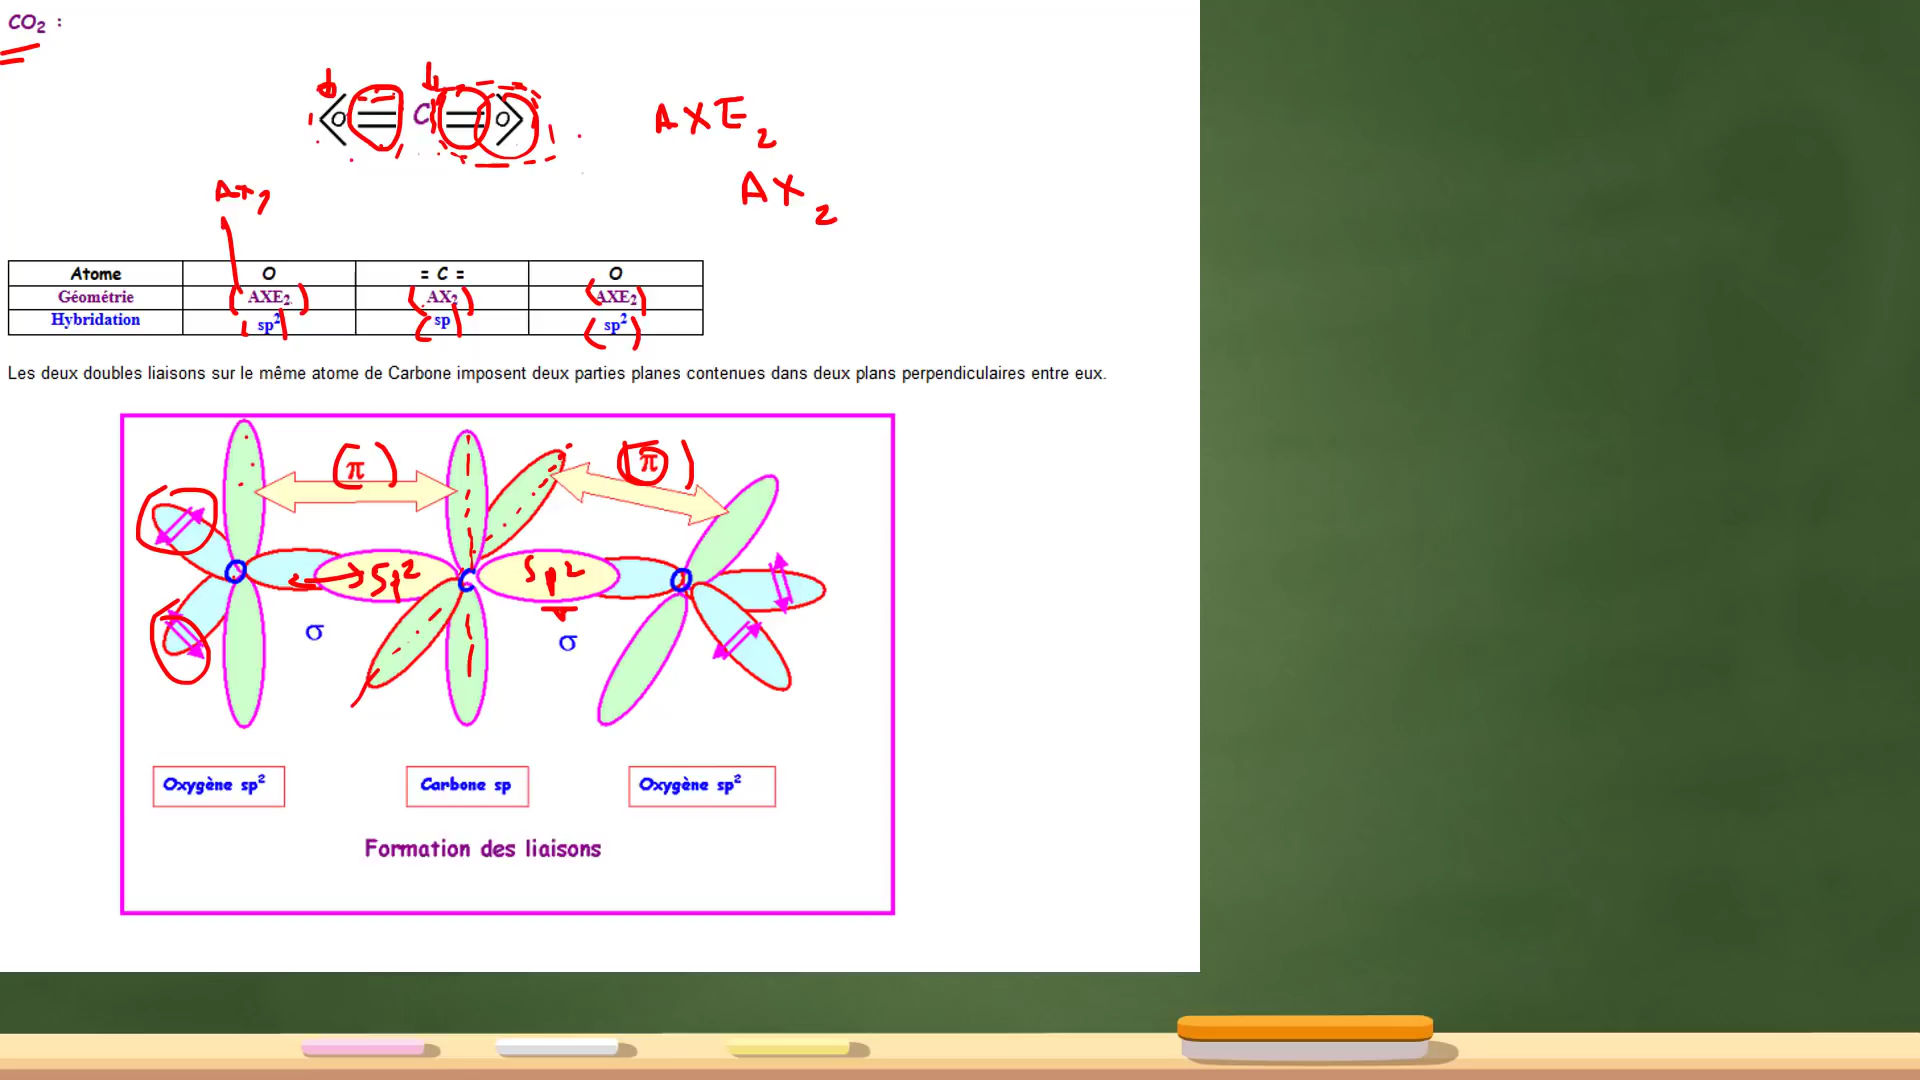 CO₂ :
O = C = O
AXE₂
AX₂
Atome O = C = O
Géométrie AXE₂ AX₂ AXE₂
Hybridation sp² sp sp²
Les deux doubles liaisons sur le même atome de Carbone imposent deux parties planes contenues dans deux plans perpendiculaires entre eux.
(π) (π)
O Sp² C Sp² O
σ σ
Oxygène sp² Carbone sp Oxygène sp²
Formation des liaisons